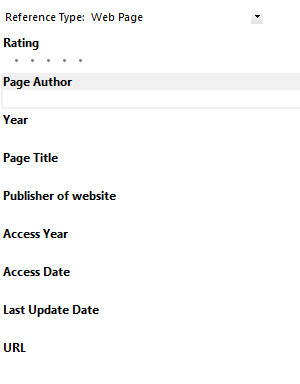 Reference Type: Web Page
Rating
Page Author
Year
Page Title
Publisher of website
Access Year
Access Date
Last Update Date
URL